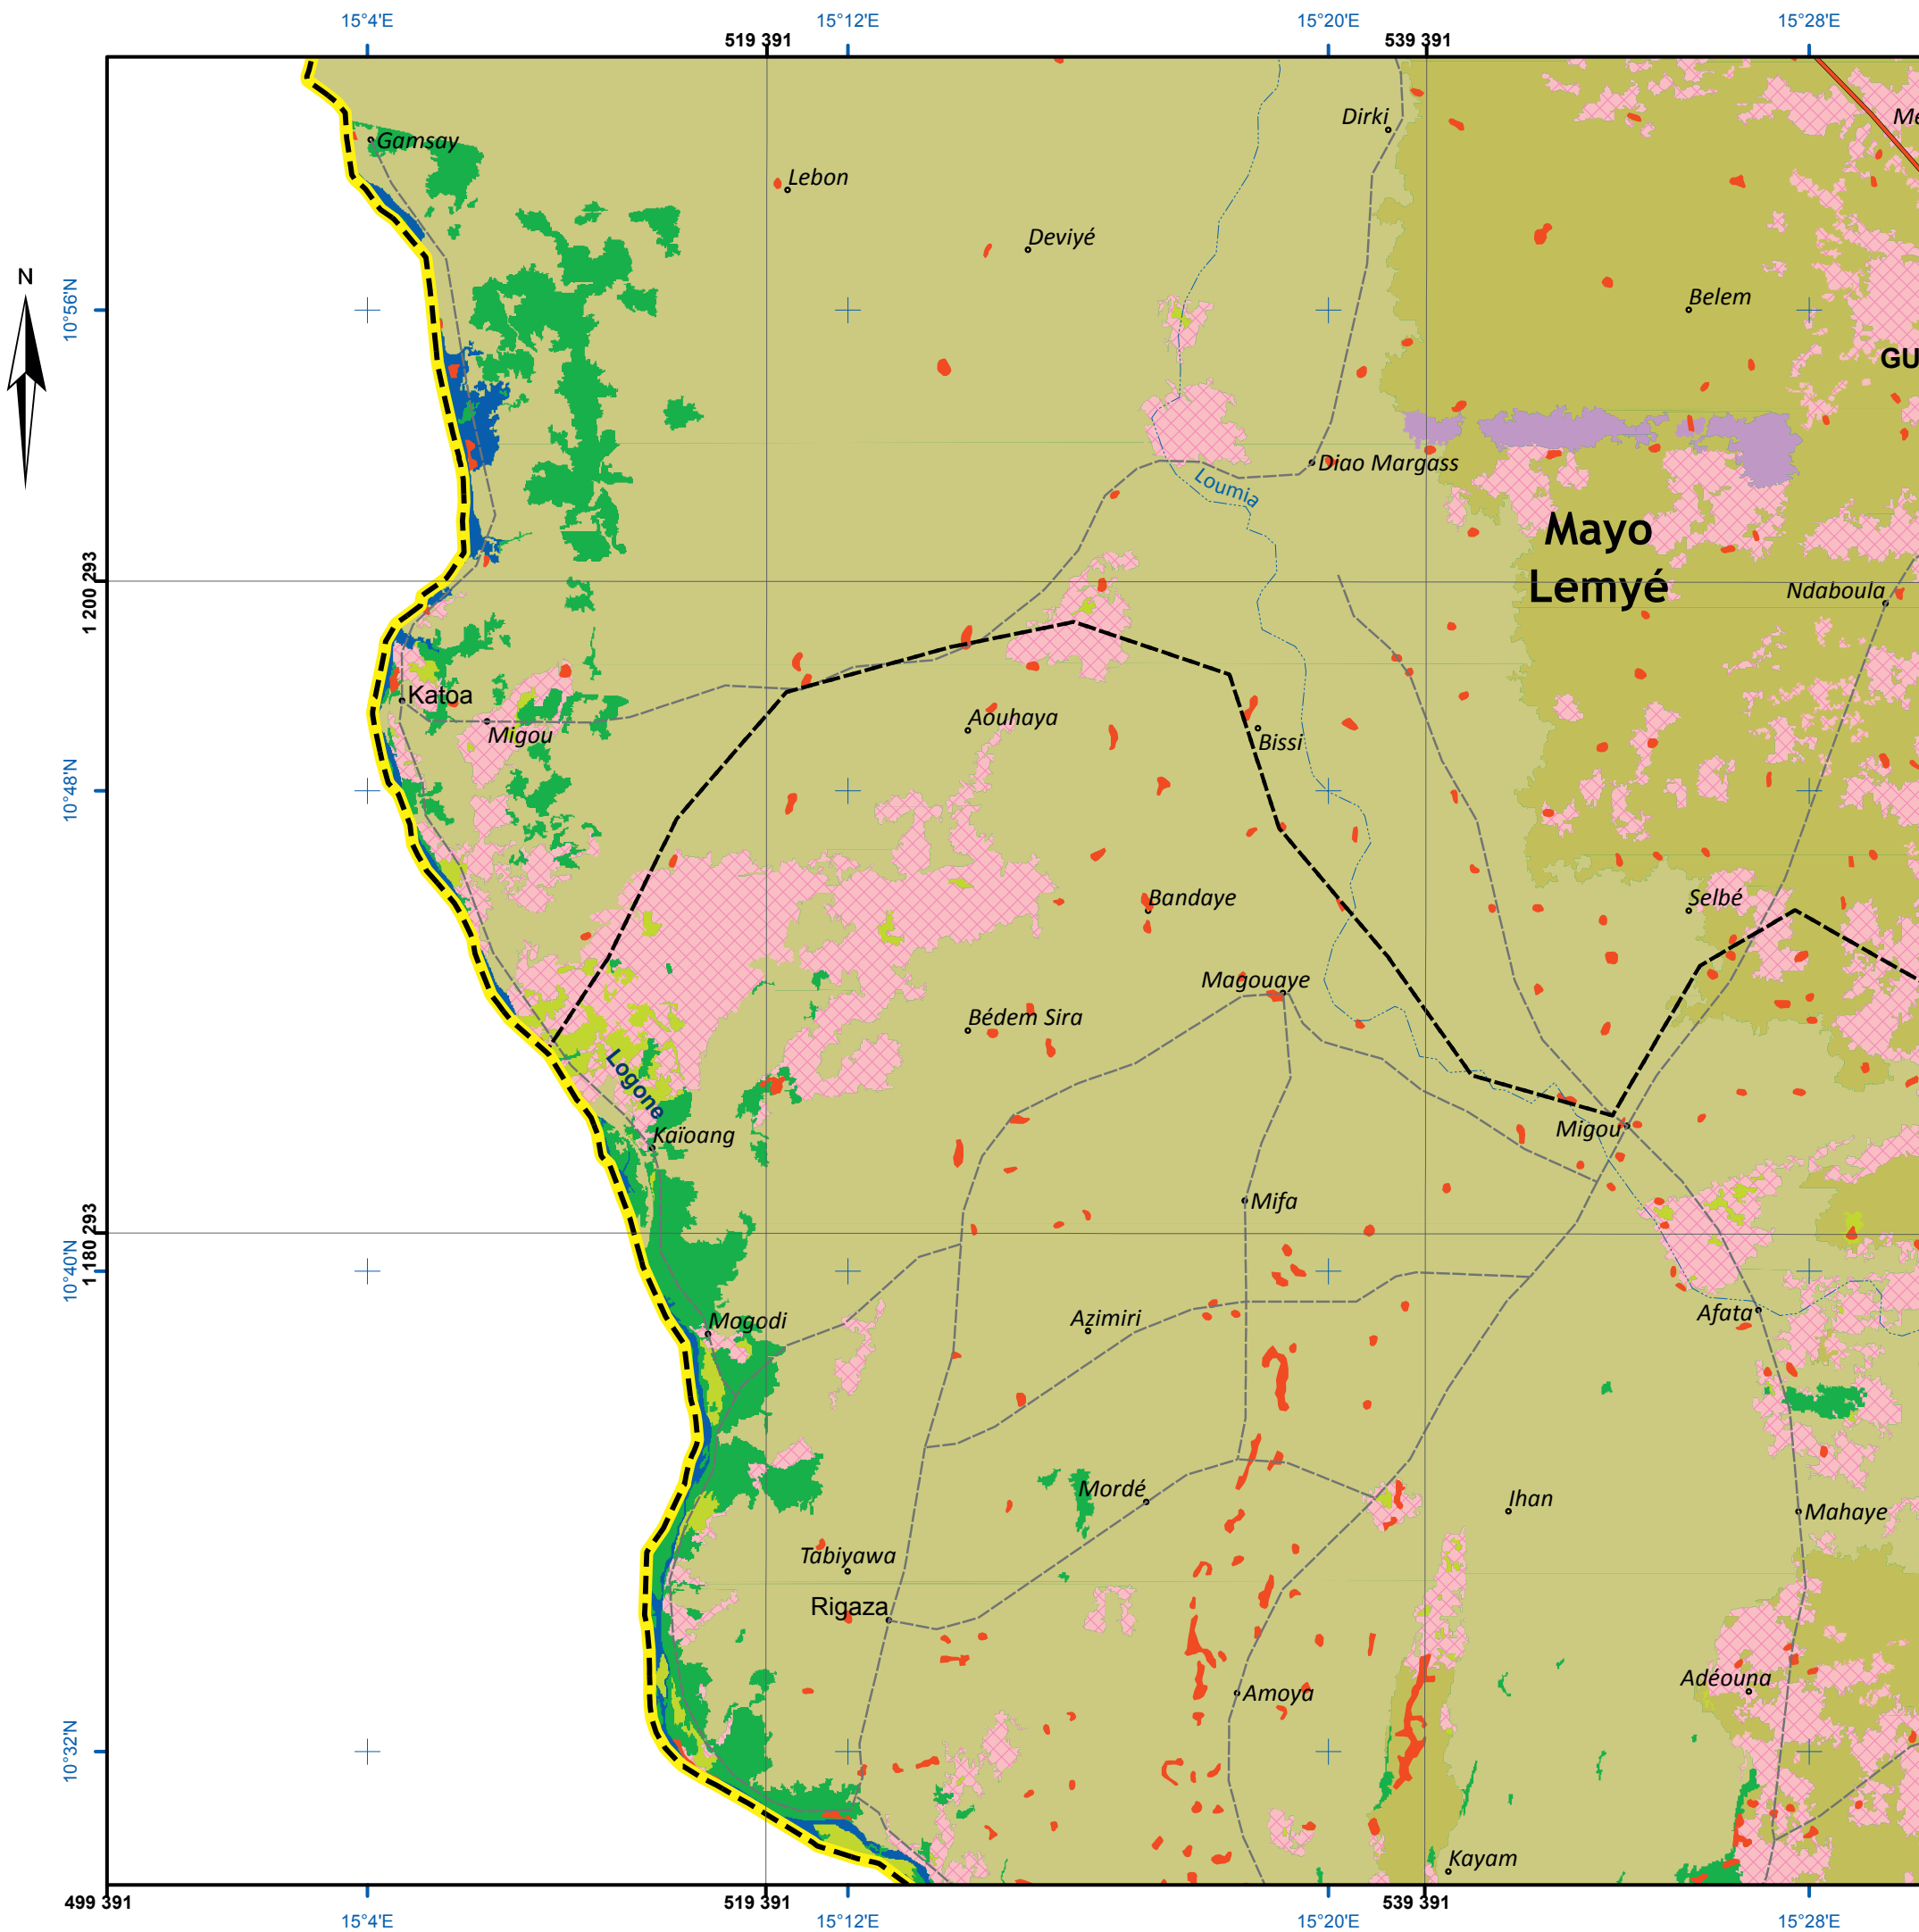 15°4'E
15°12'E
15°20'E
15°28'E
519 391
539 391
Dirki
Me
Gamsay
Lebon
Deviyé
N
10°56'N
Belem
GU
Diao Margass
Loumia
Mayo
Lemyé
1 200 293
Ndaboula
Katoa
Migou
Aouhaya
Bissi
10°48'N
Bandaye
Selbé
Magouaye
Bédem Sira
Logone
Kaïoang
Migou
Mifa
1 180 293
10°40'N
Mogodi
Azimiri
Afata
Mordé
Ihan
Mahaye
Tabiyawa
Rigaza
Adéouna
Amoya
10°32'N
Kayam
499 391
519 391
539 391
15°4'E
15°12'E
15°20'E
15°28'E